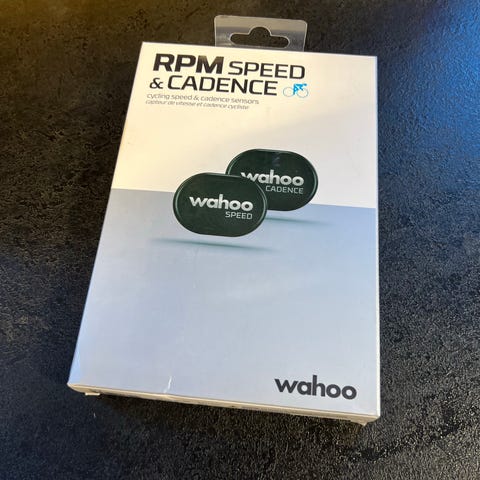 RPM SPEED
& CADENCE
cycling speed & cadence sensors
capteur de vitesse et cadence cycliste
wahoo
CADENCE
wahoo
SPEED
wahoo